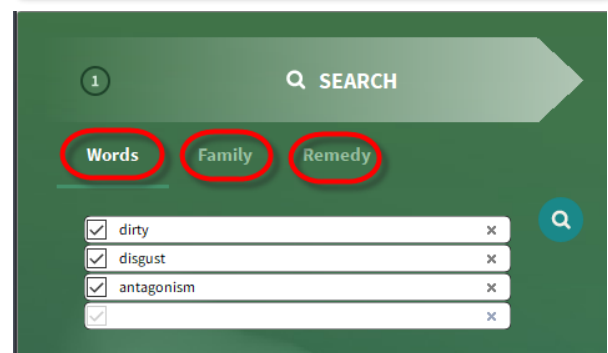 1 SEARCH
Words Family Remedy
dirty
disgust
antagonism